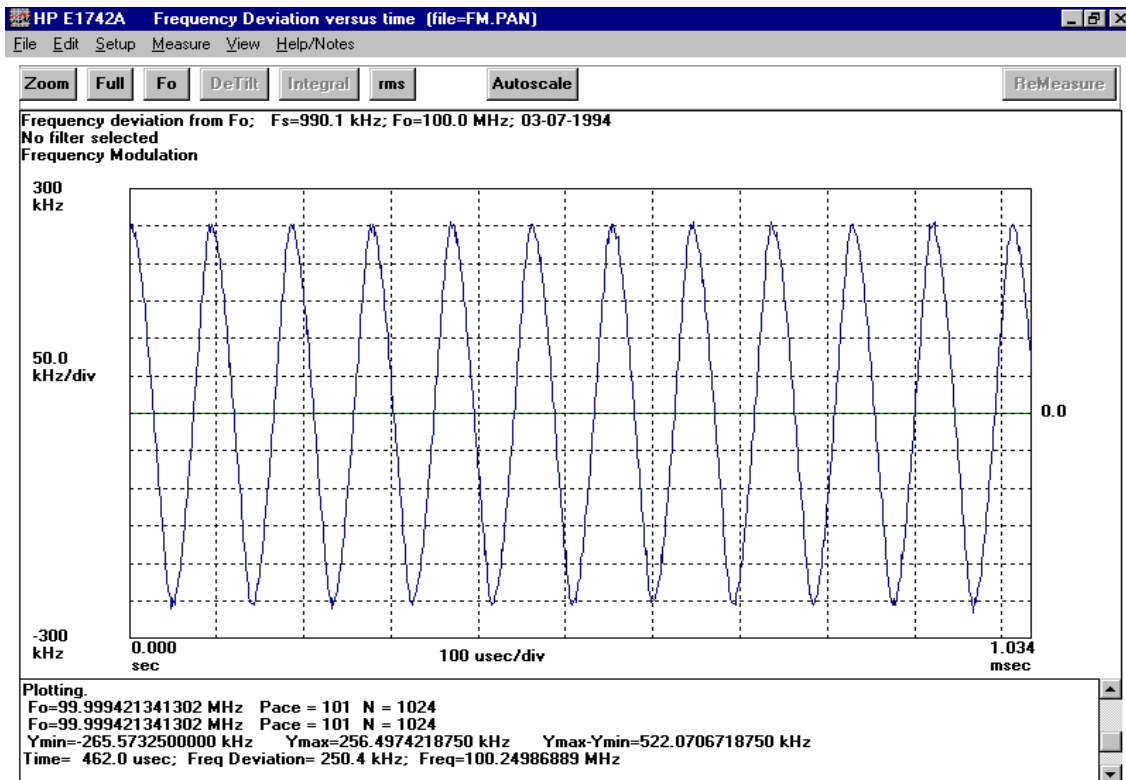 HP E1742A Frequency Deviation versus time (file=FM.PAN)
File Edit Setup Measure View Help/Notes
Zoom Full Fo DeTilt Integral rms Autoscale ReMeasure
Frequency deviation from Fo; Fs=990.1 kHz; Fo=100.0 MHz; 03-07-1994
No filter selected
Frequency Modulation
300
kHz
50.0
kHz/div
0.0
-300
kHz
0.000
sec
100 usec/div
1.034
msec
Plotting.
Fo=99.999421341302 MHz Pace = 101 N = 1024
Fo=99.999421341302 MHz Pace = 101 N = 1024
Ymin=-265.5732500000 kHz Ymax=256.4974218750 kHz Ymax-Ymin=522.0706718750 kHz
Time= 462.0 usec; Freq Deviation= 250.4 kHz; Freq=100.24986889 MHz